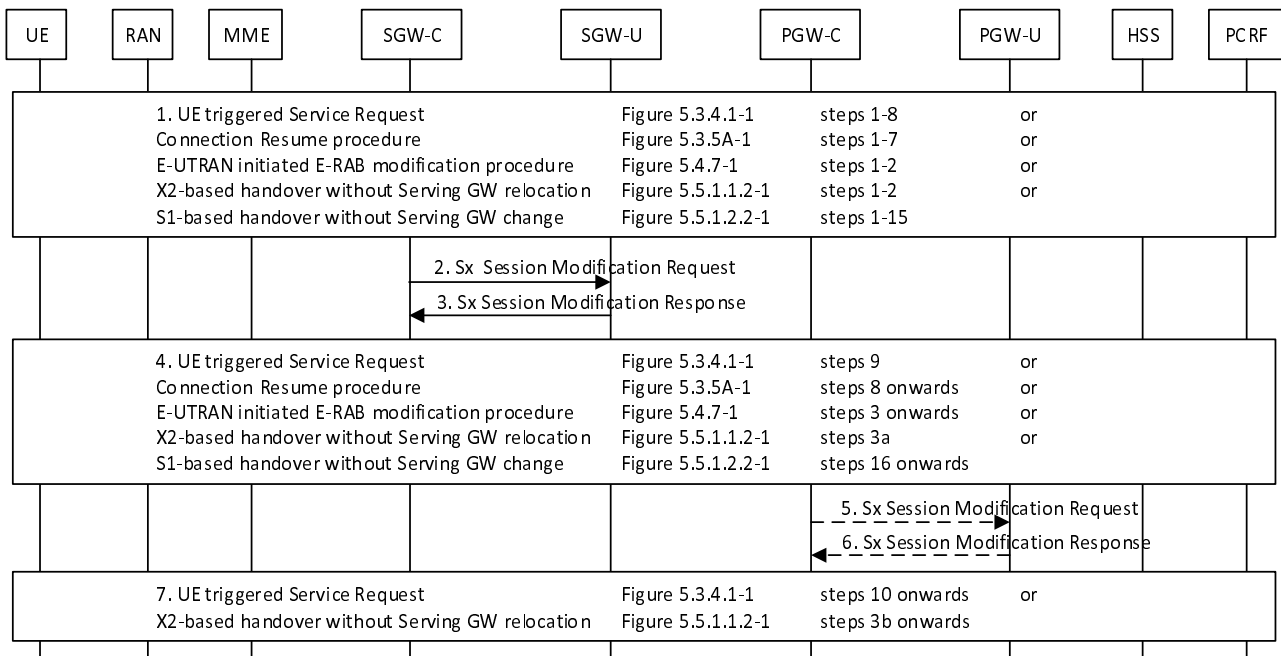 UE RAN MME SGW-C SGW-U PGW-C PGW-U HSS PCRF
1. UE triggered Service Request Figure 5.3.4.1-1 steps 1-8 or
Connection Resume procedure Figure 5.3.5A-1 steps 1-7 or
E-UTRAN initiated E-RAB modification procedure Figure 5.4.7-1 steps 1-2 or
X2-based handover without Serving GW relocation Figure 5.5.1.1.2-1 steps 1-2 or
S1-based handover without Serving GW change Figure 5.5.1.2.2-1 steps 1-15
2. Sx Session Modification Request
3. Sx Session Modification Response
4. UE triggered Service Request Figure 5.3.4.1-1 steps 9 or
Connection Resume procedure Figure 5.3.5A-1 steps 8 onwards or
E-UTRAN initiated E-RAB modification procedure Figure 5.4.7-1 steps 3 onwards or
X2-based handover without Serving GW relocation Figure 5.5.1.1.2-1 steps 3a or
S1-based handover without Serving GW change Figure 5.5.1.2.2-1 steps 16 onwards
5. Sx Session Modification Request
6. Sx Session Modification Response
7. UE triggered Service Request Figure 5.3.4.1-1 steps 10 onwards or
X2-based handover without Serving GW relocation Figure 5.5.1.1.2-1 steps 3b onwards